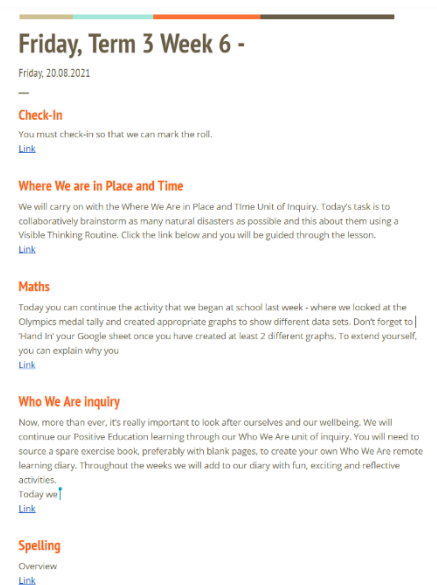 Friday, Term 3 Week 6 -
Friday, 20.08.2021
Check-In
You must check-in so that we can mark the roll.
Link
Where We are in Place and Time
We will carry on with the Where We Are in Place and TIme Unit of Inquiry. Today's task is to
collaboratively brainstorm as many natural disasters as possible and this about them using a
Visible Thinking Routine. Click the link below and you will be guided through the lesson.
Link
Maths
Today you can continue the activity that we began at school last week - where we looked at the
Olympics medal tally and created appropriate graphs to show different data sets. Don't forget to
'Hand In' your Google sheet once you have created at least 2 different graphs. To extend yourself,
you can explain why you
Link
Who We Are inquiry
Now, more than ever, it's really important to look after ourselves and our wellbeing. We will
continue our Positive Education learning through our Who We Are unit of inquiry. You will need to
source a spare exercise book, preferably with blank pages, to create your own Who We Are remote
learning diary. Throughout the weeks we will add to our diary with fun, exciting and reflective
activities.
Today we
Link
Spelling
Overview
Link